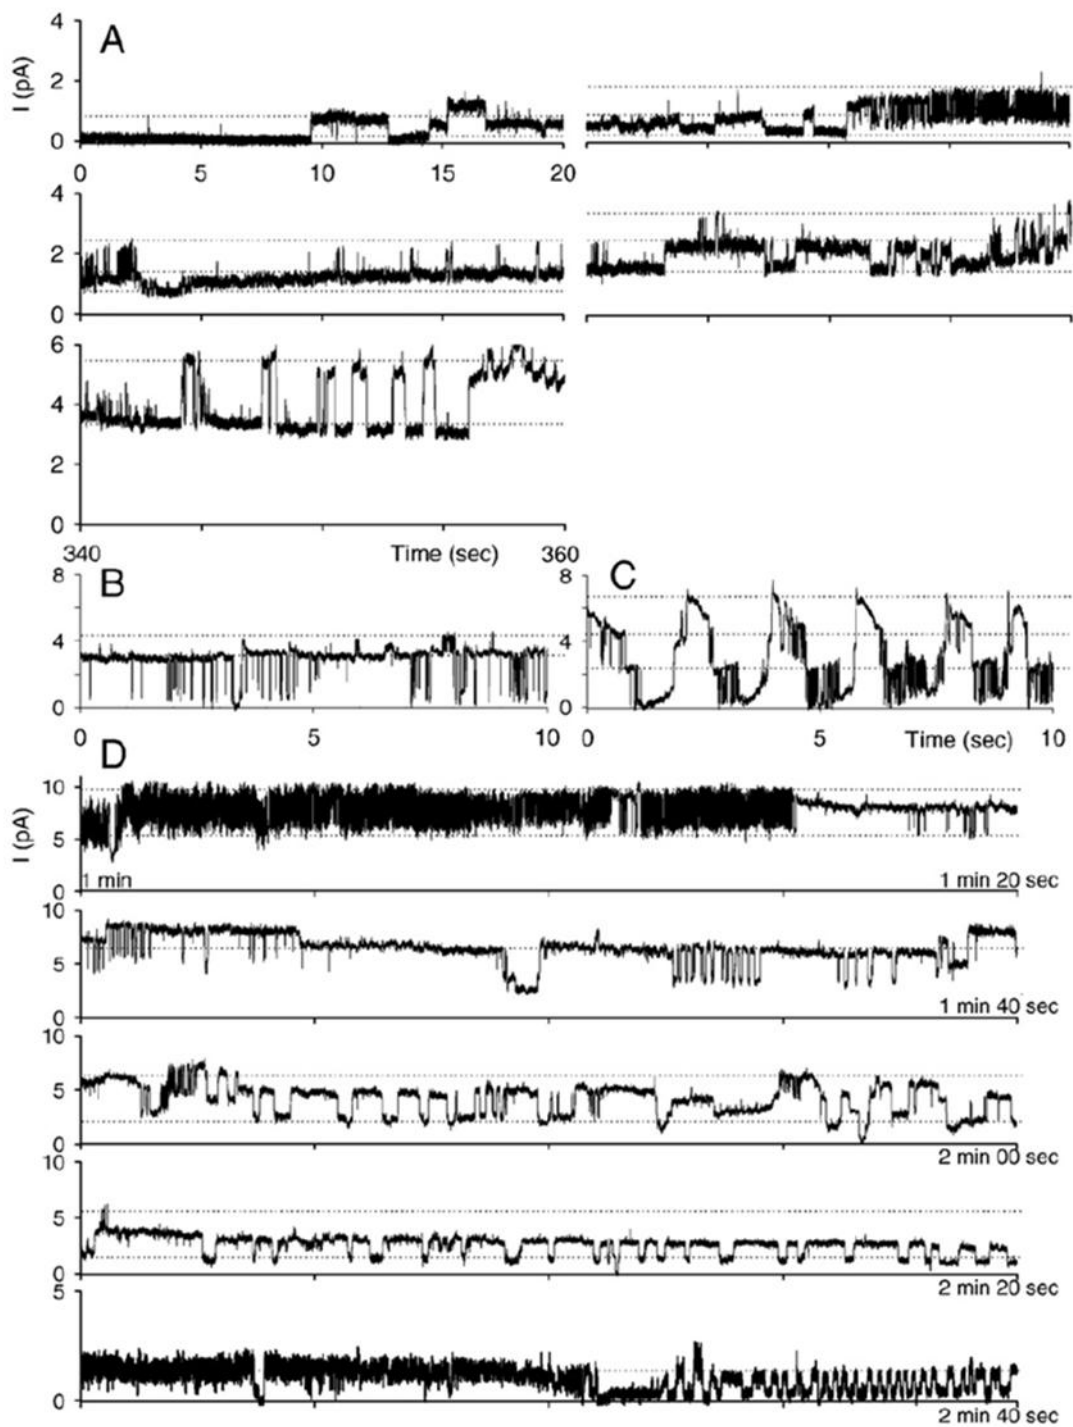 4
A
2
I (pA)
0
0 5 10 15 20
4
2
0
6
4
2
0
340 Time (sec) 360
8 B 8 C
4 4
0 0
0 5 10 0 5 Time (sec) 10
D
10
I (pA)
5
0 1 min 1 min 20 sec
10
5
0 1 min 40 sec
10
5
0 2 min 00 sec
10
5
0 2 min 20 sec
5
0 2 min 40 sec